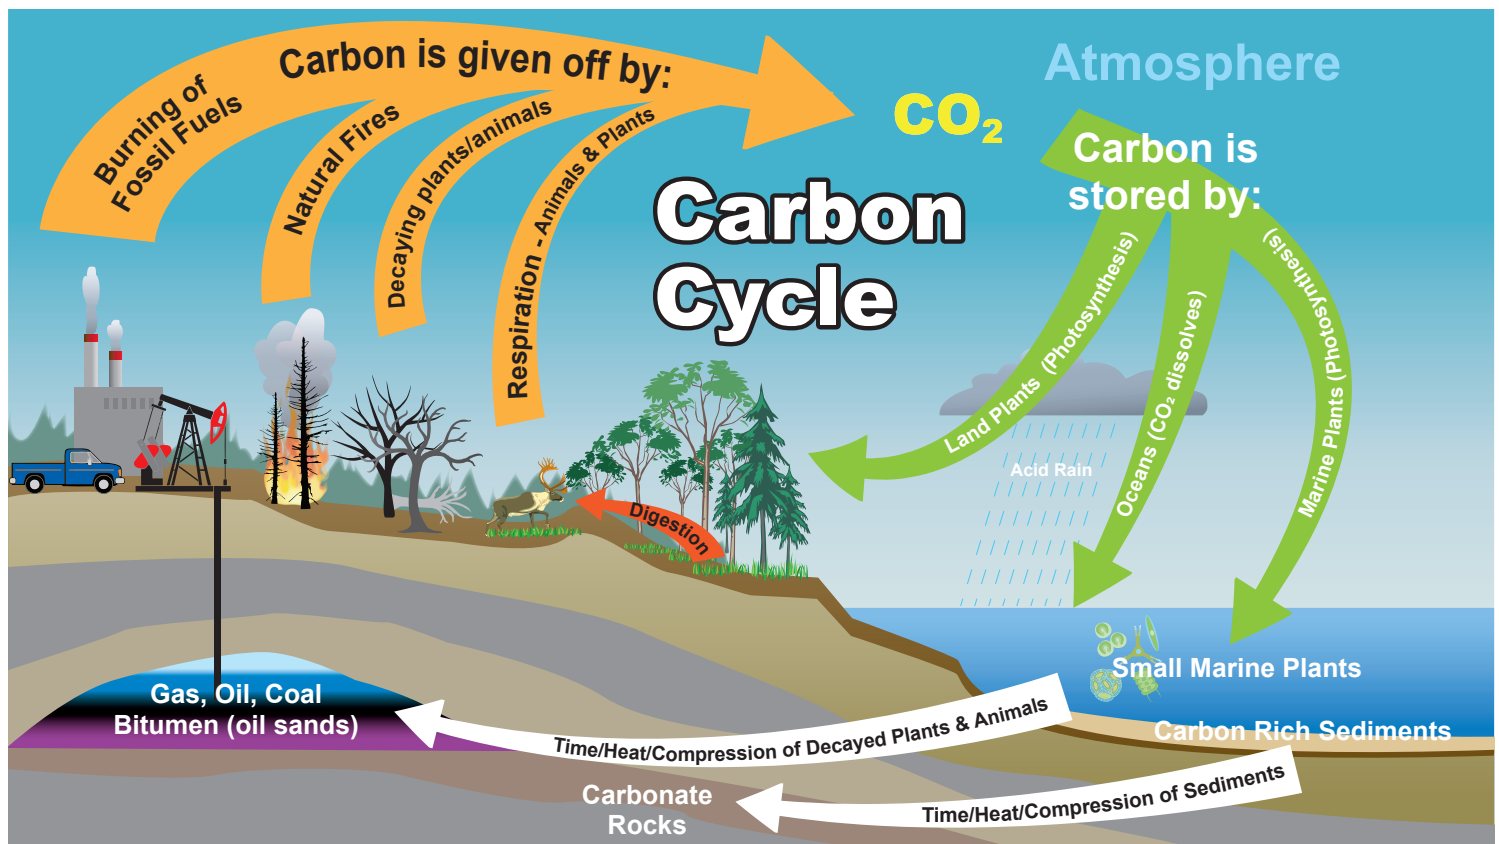 Carbon is given off by:
Burning of
Fossil Fuels
Natural Fires
Decaying plants/animals
Respiration - Animals & Plants
CO₂
Atmosphere
Carbon is
stored by:
Carbon
Cycle
Land Plants (Photosynthesis)
Oceans (CO₂ dissolves)
Marine Plants (Photosynthesis)
Acid Rain
Digestion
Small Marine Plants
Carbon Rich Sediments
Gas, Oil, Coal
Bitumen (oil sands)
Time/Heat/Compression of Decayed Plants & Animals
Time/Heat/Compression of Sediments
Carbonate
Rocks